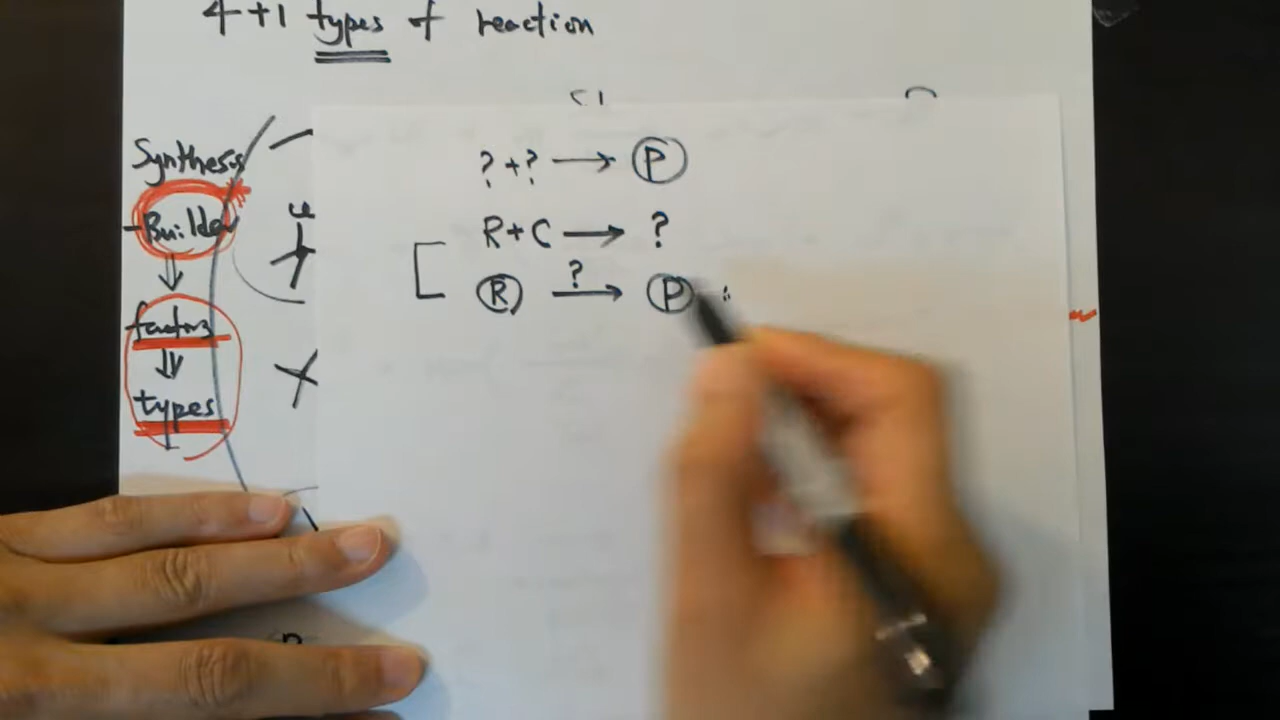 4+1 types of reaction
Synthesis
Builder
⇓
factors
⇓
types
? + ? → P
R + C → ?
R → P
?